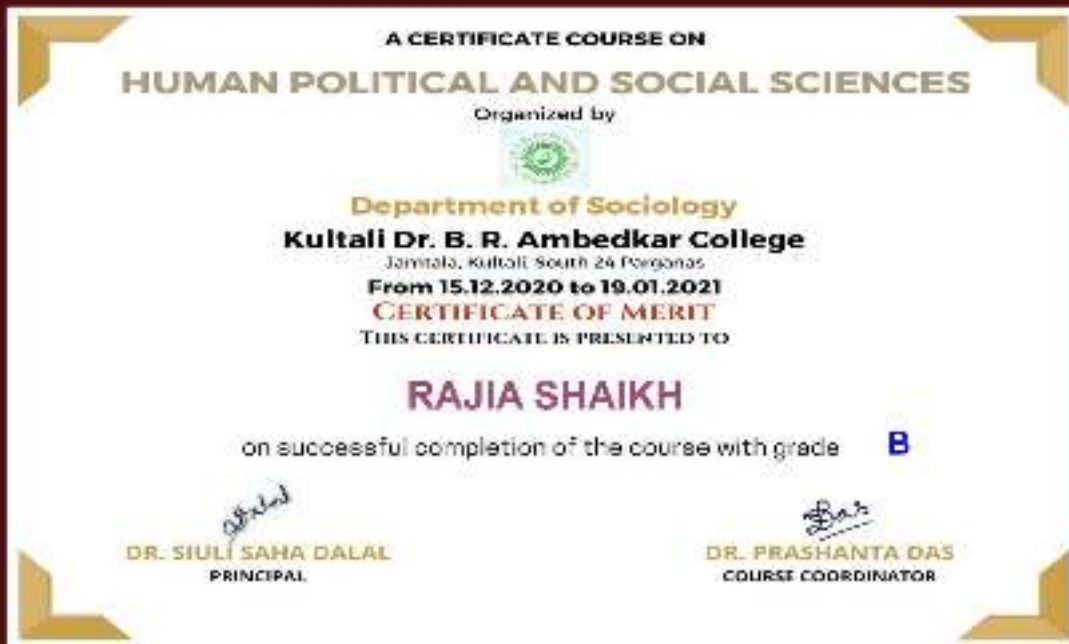 A CERTIFICATE COURSE ON
HUMAN POLITICAL AND SOCIAL SCIENCES
Organized by
Department of Sociology
Kultali Dr. B. R. Ambedkar College
Jamtala, Kultali South 24 Parganas
From 15.12.2020 to 19.01.2021
CERTIFICATE OF MERIT
THIS CERTIFICATE IS PRESENTED TO
RAJIA SHAIKH
on successful completion of the course with grade B
Das
DR. SIULI SAHA DALAL
DR. PRASHANTA DAS
PRINCIPAL
COURSE COORDINATOR